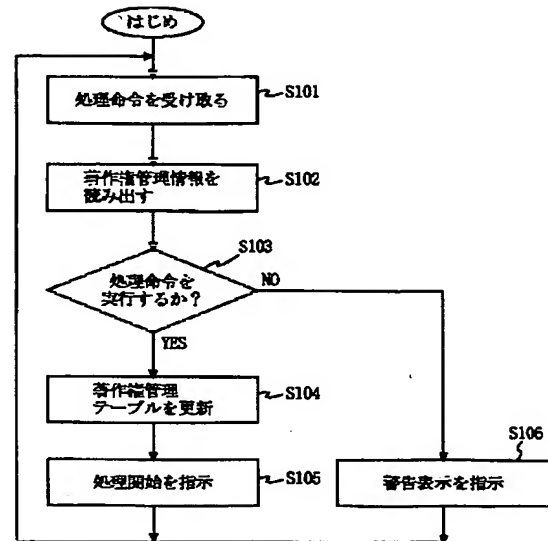 はじめ
処理命令を受け取る
S101
著作権管理情報を
読み出す
S102
S103
処理命令を
実行するか?
NO
YES
著作権管理
テーブルを更新
S104
処理開始を指示
S105
S106
警告表示を指示